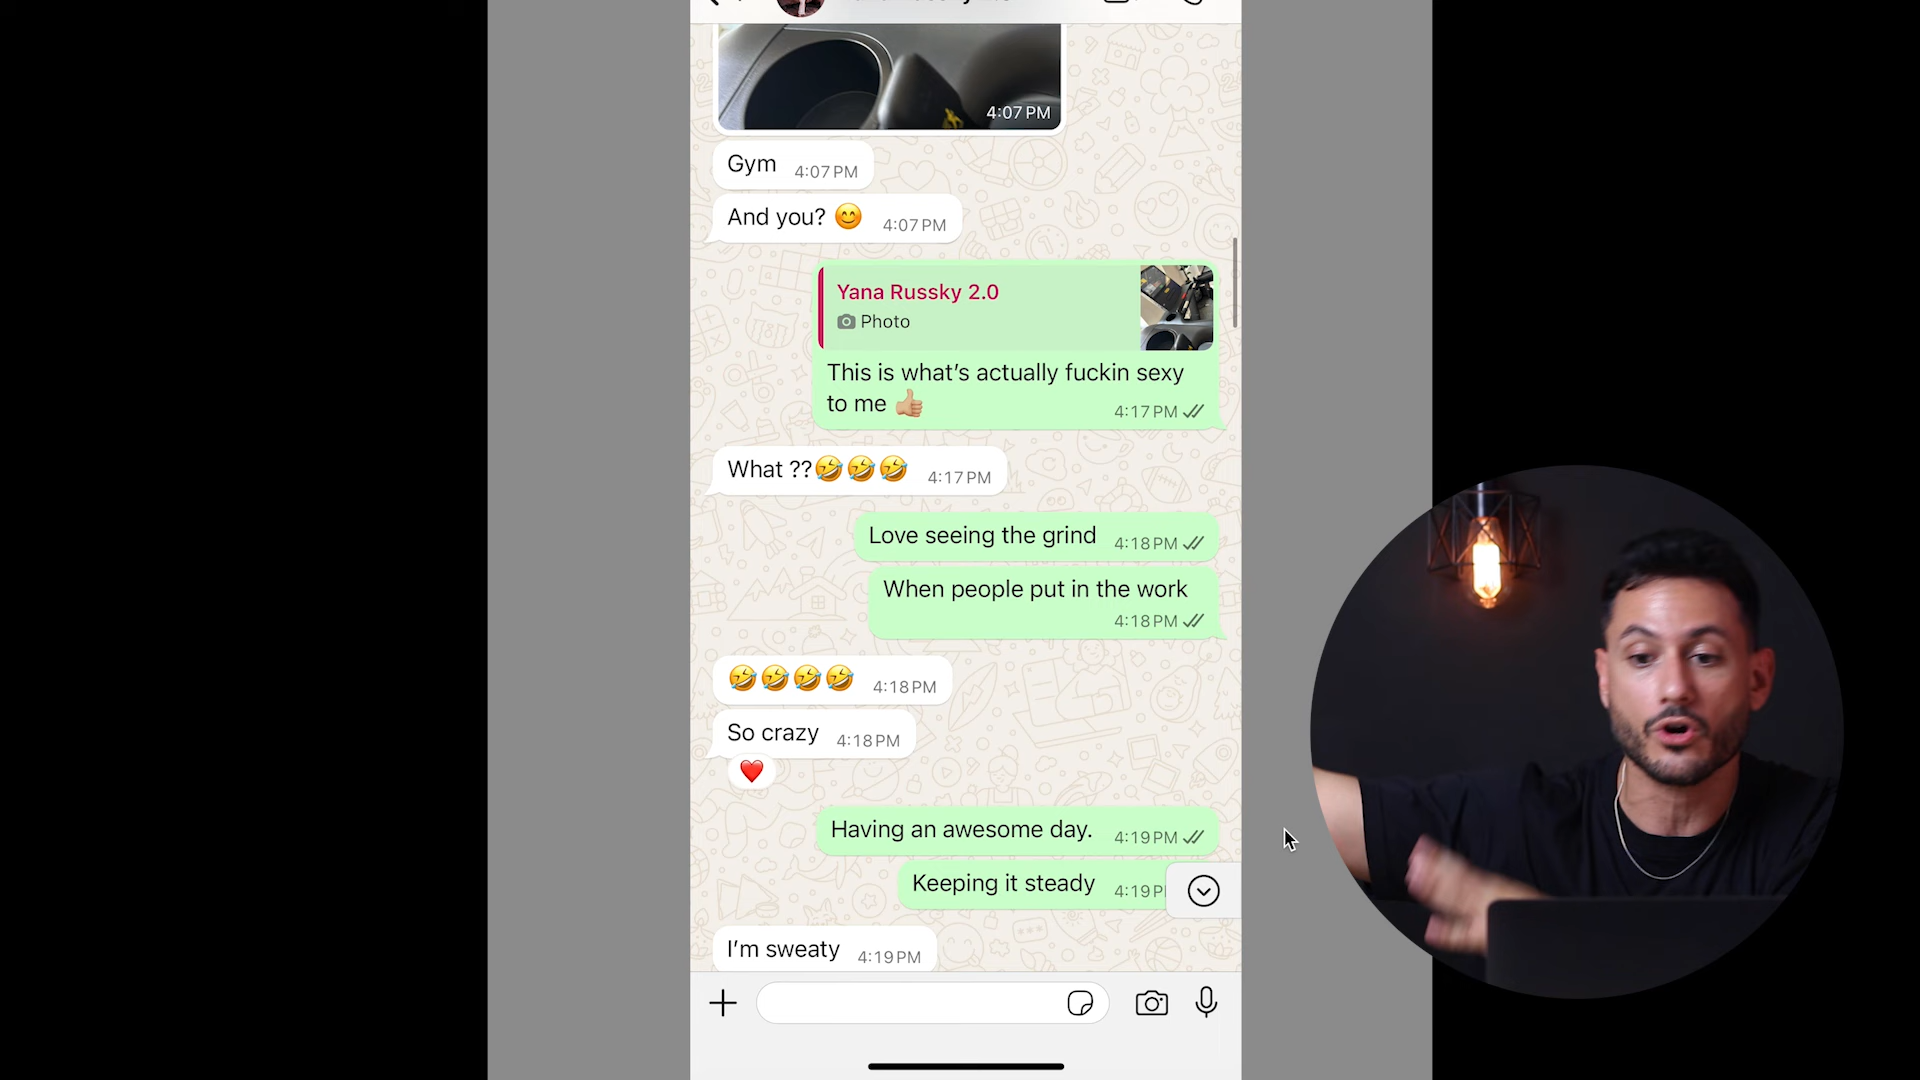 4:07 PM
Gym 4:07 PM
And you? 😊 4:07 PM
Yana Russky 2.0
Photo
This is what’s actually fuckin sexy
to me 👍🏼 4:17 PM
What ??🤣🤣🤣 4:17 PM
Love seeing the grind 4:18 PM
When people put in the work
4:18 PM
🤣🤣🤣🤣 4:18 PM
So crazy 4:18 PM
❤️
Having an awesome day. 4:19 PM
Keeping it steady 4:19 P
I’m sweaty 4:19 PM